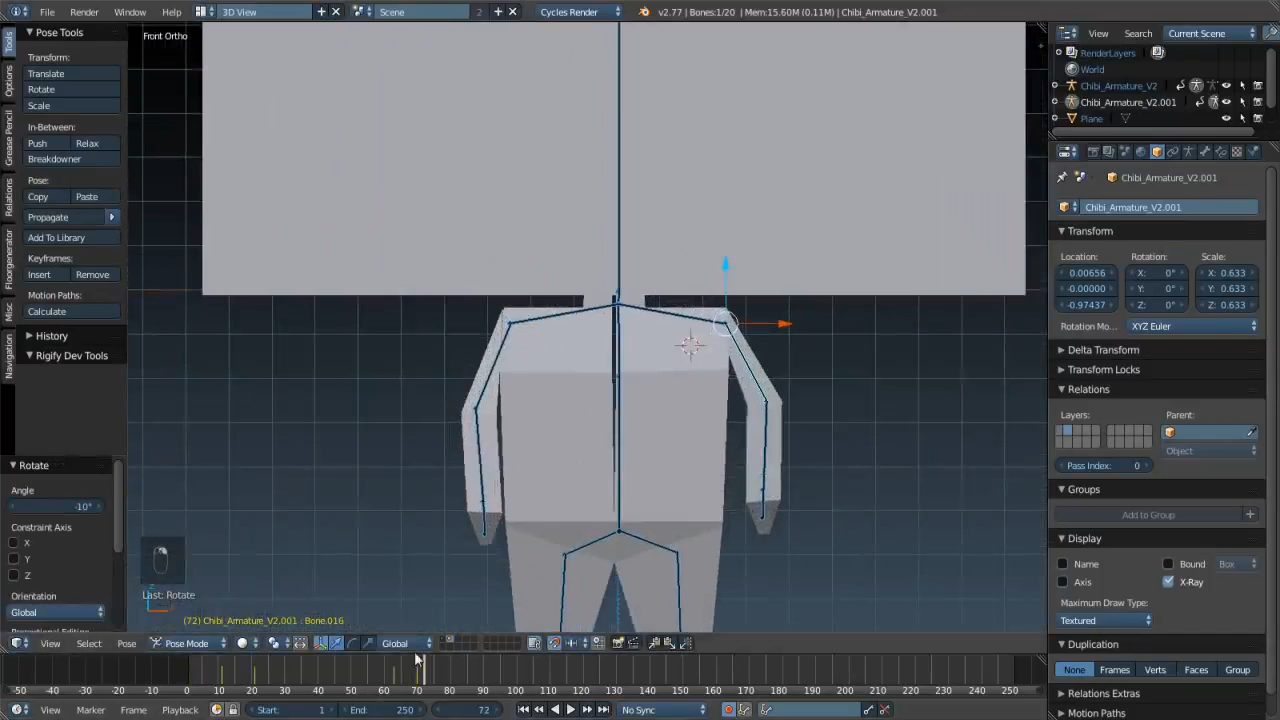 File Render Window Help 3D View Scene 2 Cycles Render v2.77 | Bones:1/20 | Mem:15.60M (0.11M) | Chibi_Armature_V2.001
Tools
Options
Grease Pencil
Relations
Floorgenerator
Navigation
Pose Tools
Transform:
Translate
Rotate
Scale
In-Between:
Push Relax
Breakdowner
Pose:
Copy Paste
Propagate
Add To Library
Keyframes:
Insert Remove
Motion Paths:
Calculate
History
Rigify Dev Tools
Rotate
Angle
-10°
Constraint Axis
X
Y
Z
Orientation
Global
Front Ortho
Last: Rotate
(72) Chibi_Armature_V2.001 : Bone.016
View Search Current Scene
RenderLayers
World
Chibi_Armature_V2
Chibi_Armature_V2.001
Plane
Chibi_Armature_V2.001
Chibi_Armature_V2.001
Transform
Location: Rotation: Scale:
0.00656 X: 0° X: 0.633
-0.00000 Y: 0° Y: 0.633
-0.97437 Z: 0° Z: 0.633
Rotation Mo... XYZ Euler
Delta Transform
Transform Locks
Relations
Layers: Parent:
Object
Pass Index: 0
Groups
Add to Group
Display
Name Bound Box
Axis X-Ray
Maximum Draw Type:
Textured
Duplication
None Frames Verts Faces Group
Relations Extras
Motion Paths
View Select Pose Pose Mode Global
-50 -40 -30 -20 -10 0 10 20 30 40 50 60 70 80 90 100 110 120 130 140 150 160 170 180 190 200 210 220 230 240 250
View Marker Frame Playback Start: 1 End: 250 72 No Sync